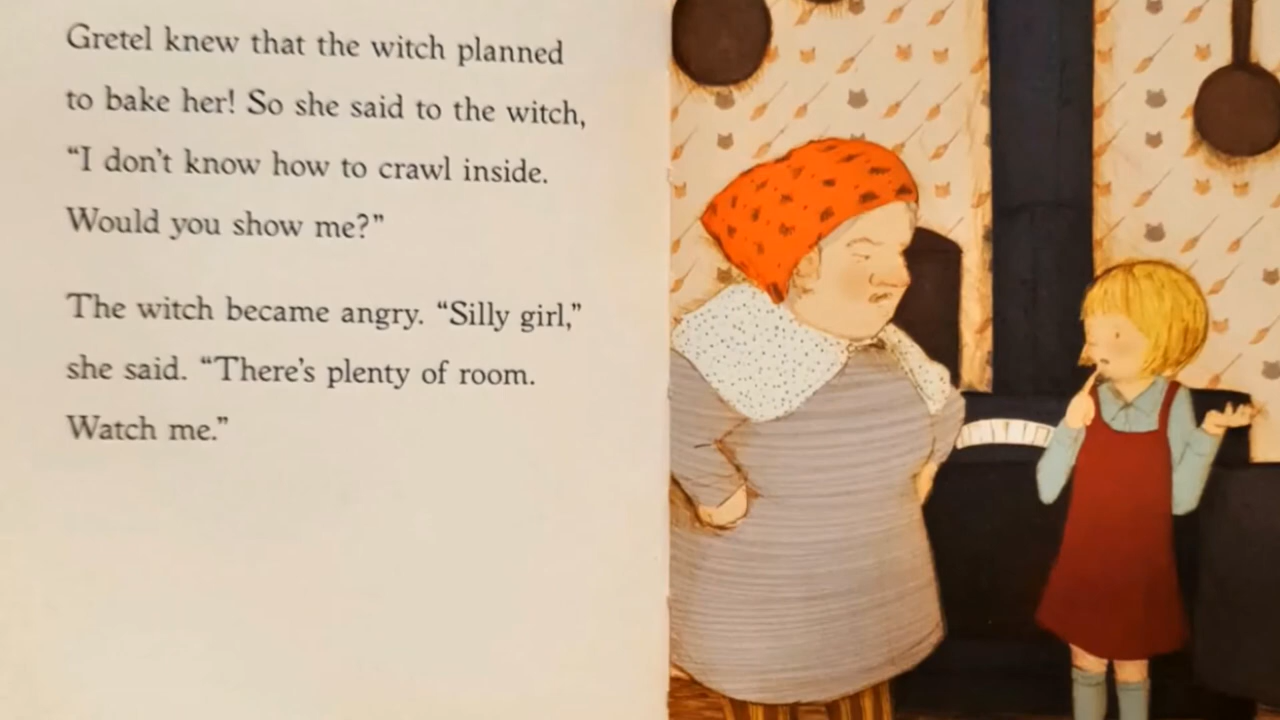 Gretel knew that the witch planned
to bake her! So she said to the witch,
“I don’t know how to crawl inside.
Would you show me?”
The witch became angry. “Silly girl,”
she said. “There’s plenty of room.
Watch me.”